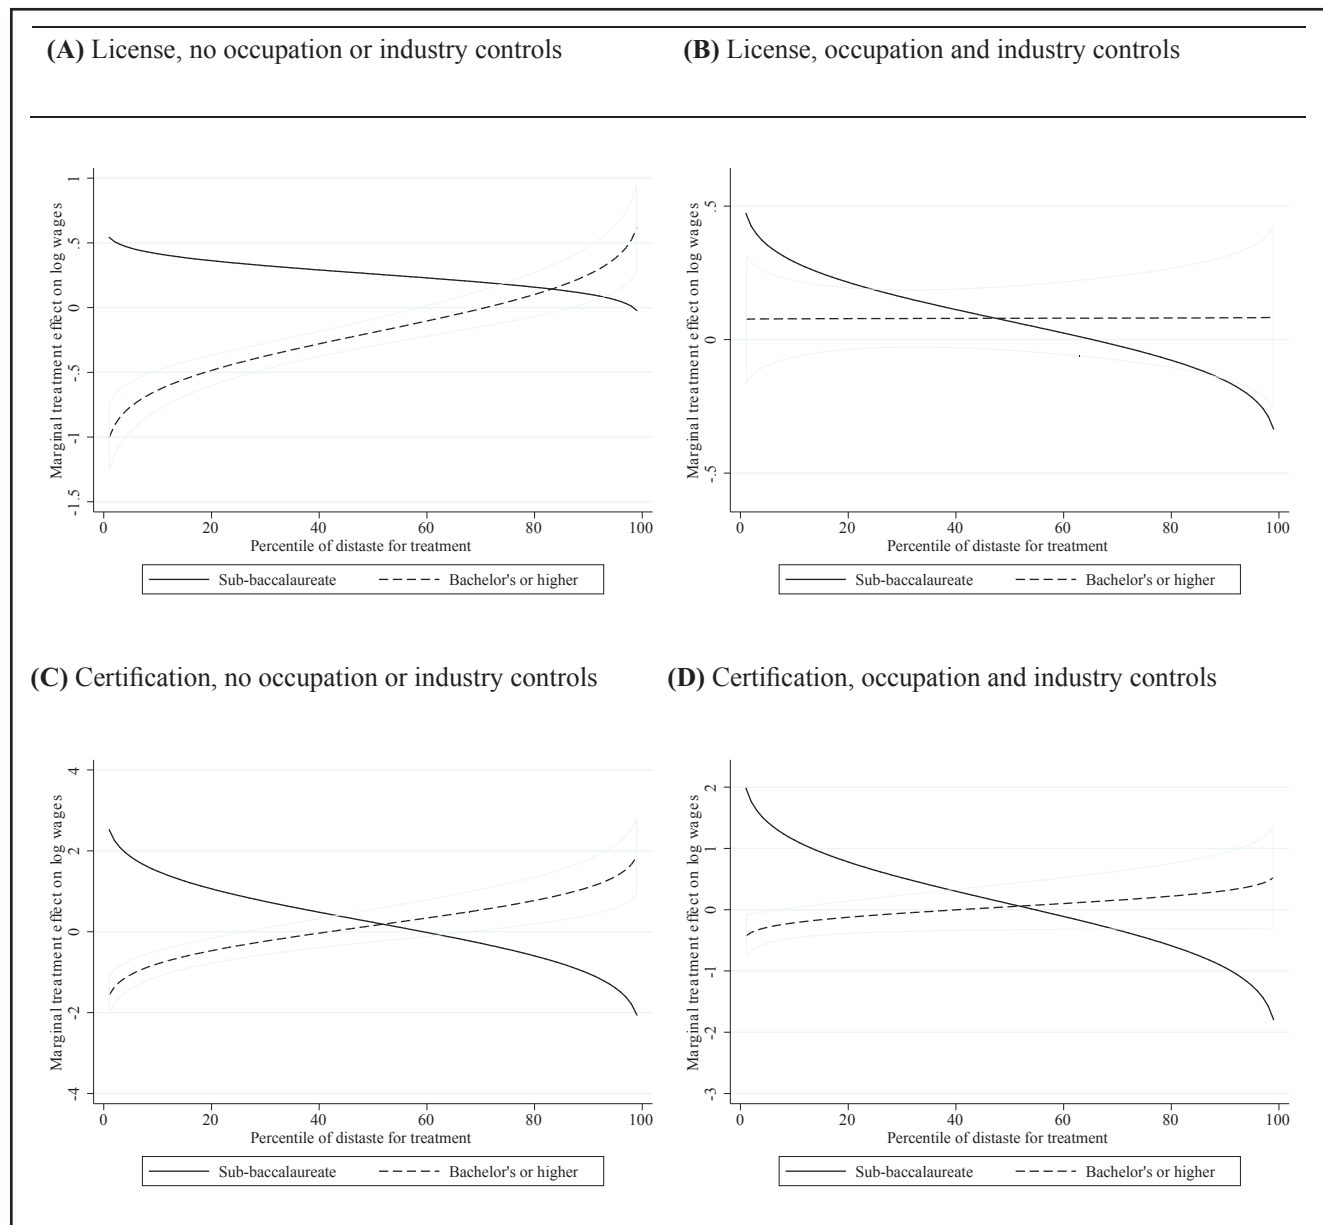 (A) License, no occupation or industry controls
(B) License, occupation and industry controls
Marginal treatment effect on log wages
1
.5
0
-.5
-1
-1.5
0 20 40 60 80 100
Percentile of distaste for treatment
Sub-baccalaureate Bachelor's or higher
Marginal treatment effect on log wages
.5
0
-.5
0 20 40 60 80 100
Percentile of distaste for treatment
Sub-baccalaureate Bachelor's or higher
(C) Certification, no occupation or industry controls
(D) Certification, occupation and industry controls
Marginal treatment effect on log wages
4
2
0
-2
-4
0 20 40 60 80 100
Percentile of distaste for treatment
Sub-baccalaureate Bachelor's or higher
Marginal treatment effect on log wages
2
1
0
-1
-2
-3
0 20 40 60 80 100
Percentile of distaste for treatment
Sub-baccalaureate Bachelor's or higher